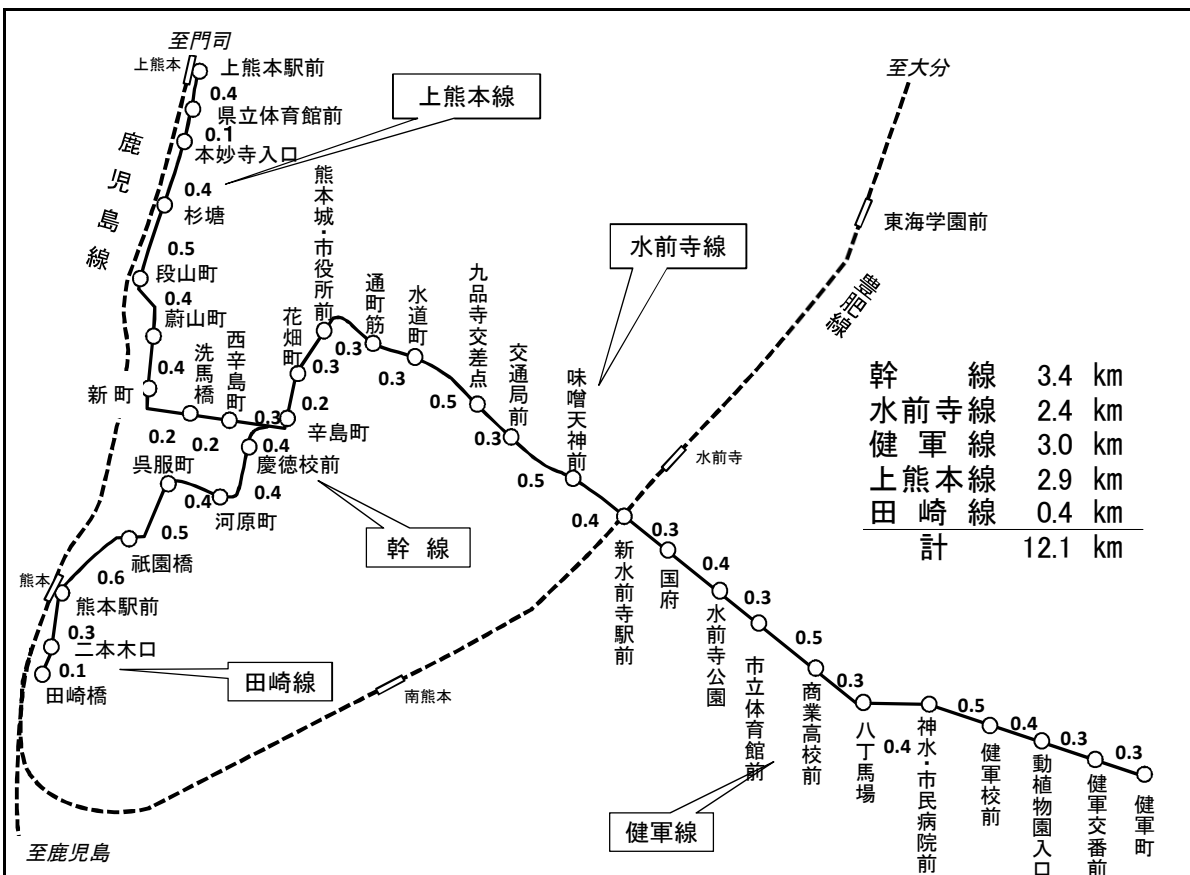 至門司
上熊本
上熊本駅前
0.4
県立体育館前
0.1
本妙寺入口
0.4
杉塘
0.5
段山町
0.4
蔚山町
0.4
新町
0.2
洗馬橋
0.2
西辛島町
0.3
辛島町
鹿児島線
上熊本線
0.2
花畑町
0.3
熊本城・市役所前
0.3
通町筋
0.3
水道町
0.5
九品寺交差点
0.3
交通局前
0.5
味噌天神前
0.4
新水前寺駅前
水前寺線
至大分
東海学園前
豊肥線
水前寺
南熊本
0.4
慶徳校前
0.4
河原町
0.4
呉服町
0.5
祇園橋
0.6
熊本
熊本駅前
0.3
二本木口
0.1
田崎橋
幹線
田崎線
至鹿児島
0.3
国府
0.4
水前寺公園
0.3
市立体育館前
0.5
商業高校前
0.3
八丁馬場
0.4
神水・市民病院前
0.5
健軍校前
0.4
動植物園入口
0.3
健軍交番前
0.3
健軍町
健軍線
幹線 3.4 km
水前寺線 2.4 km
健軍線 3.0 km
上熊本線 2.9 km
田崎線 0.4 km
計 12.1 km